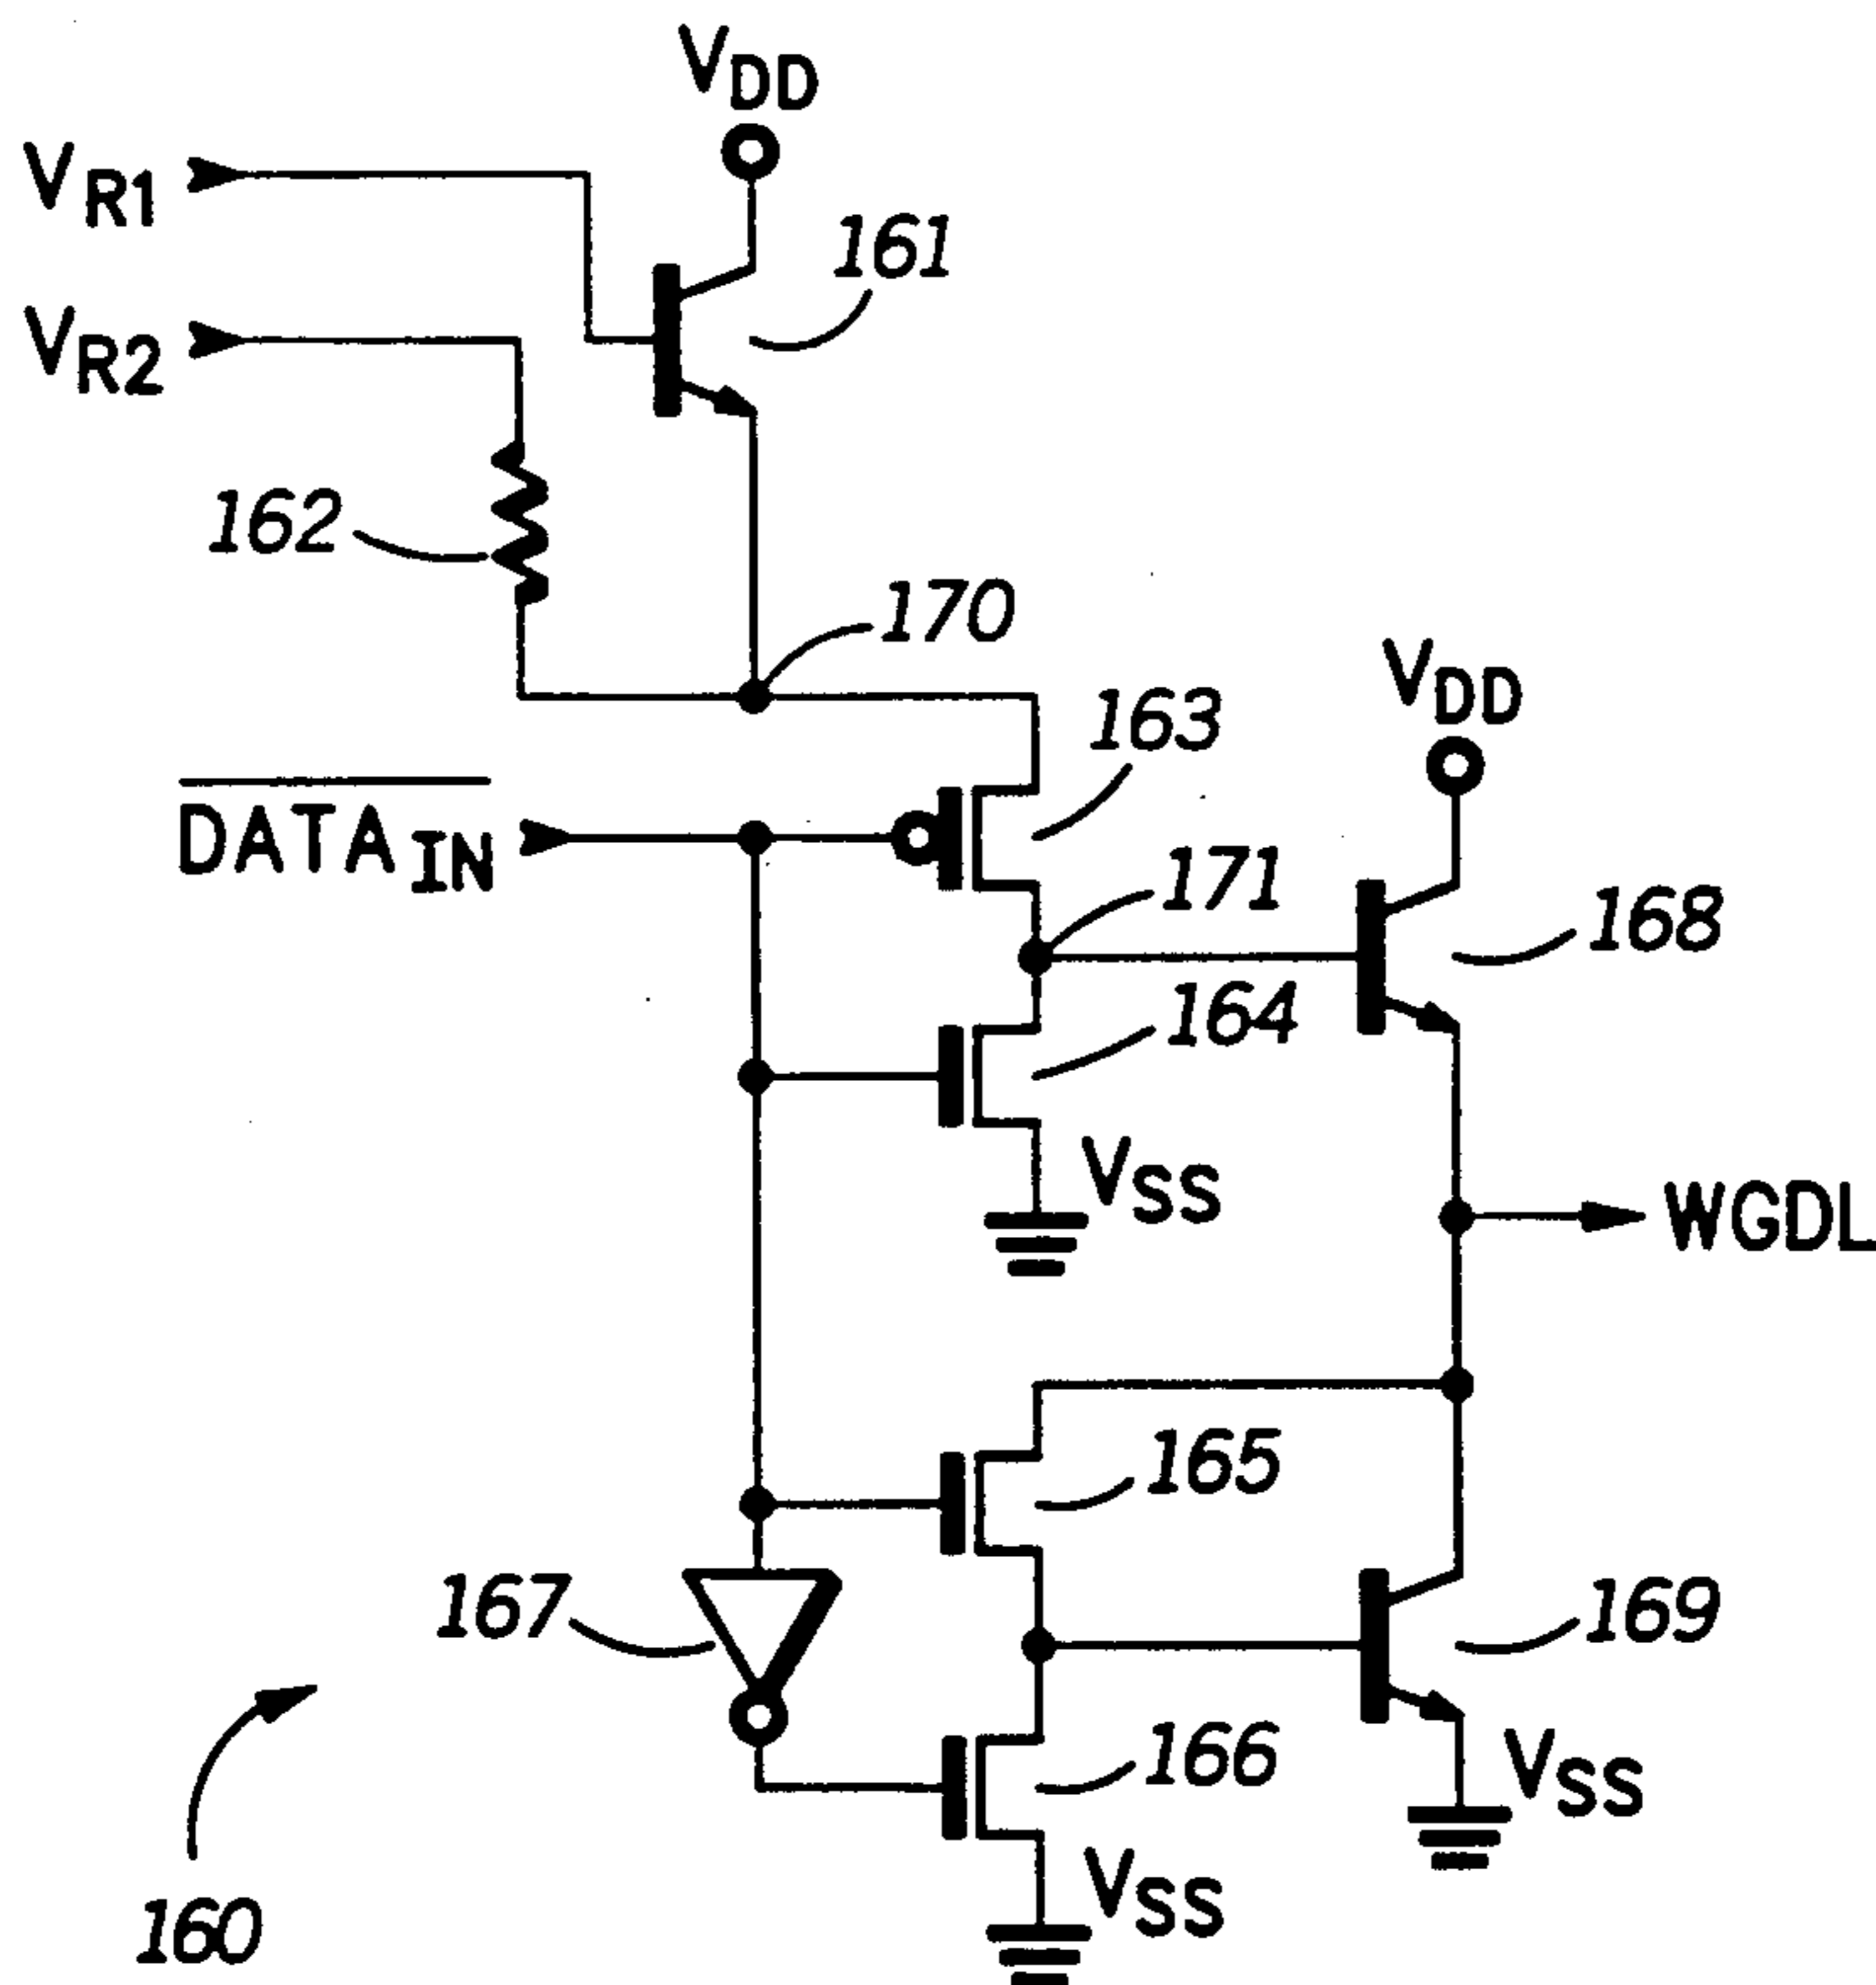 VDD
VR1
161
VR2
162
170
VDD
163
DATAIN
171
168
164
VSS
WGDL
165
167
169
166
VSS
VSS
160